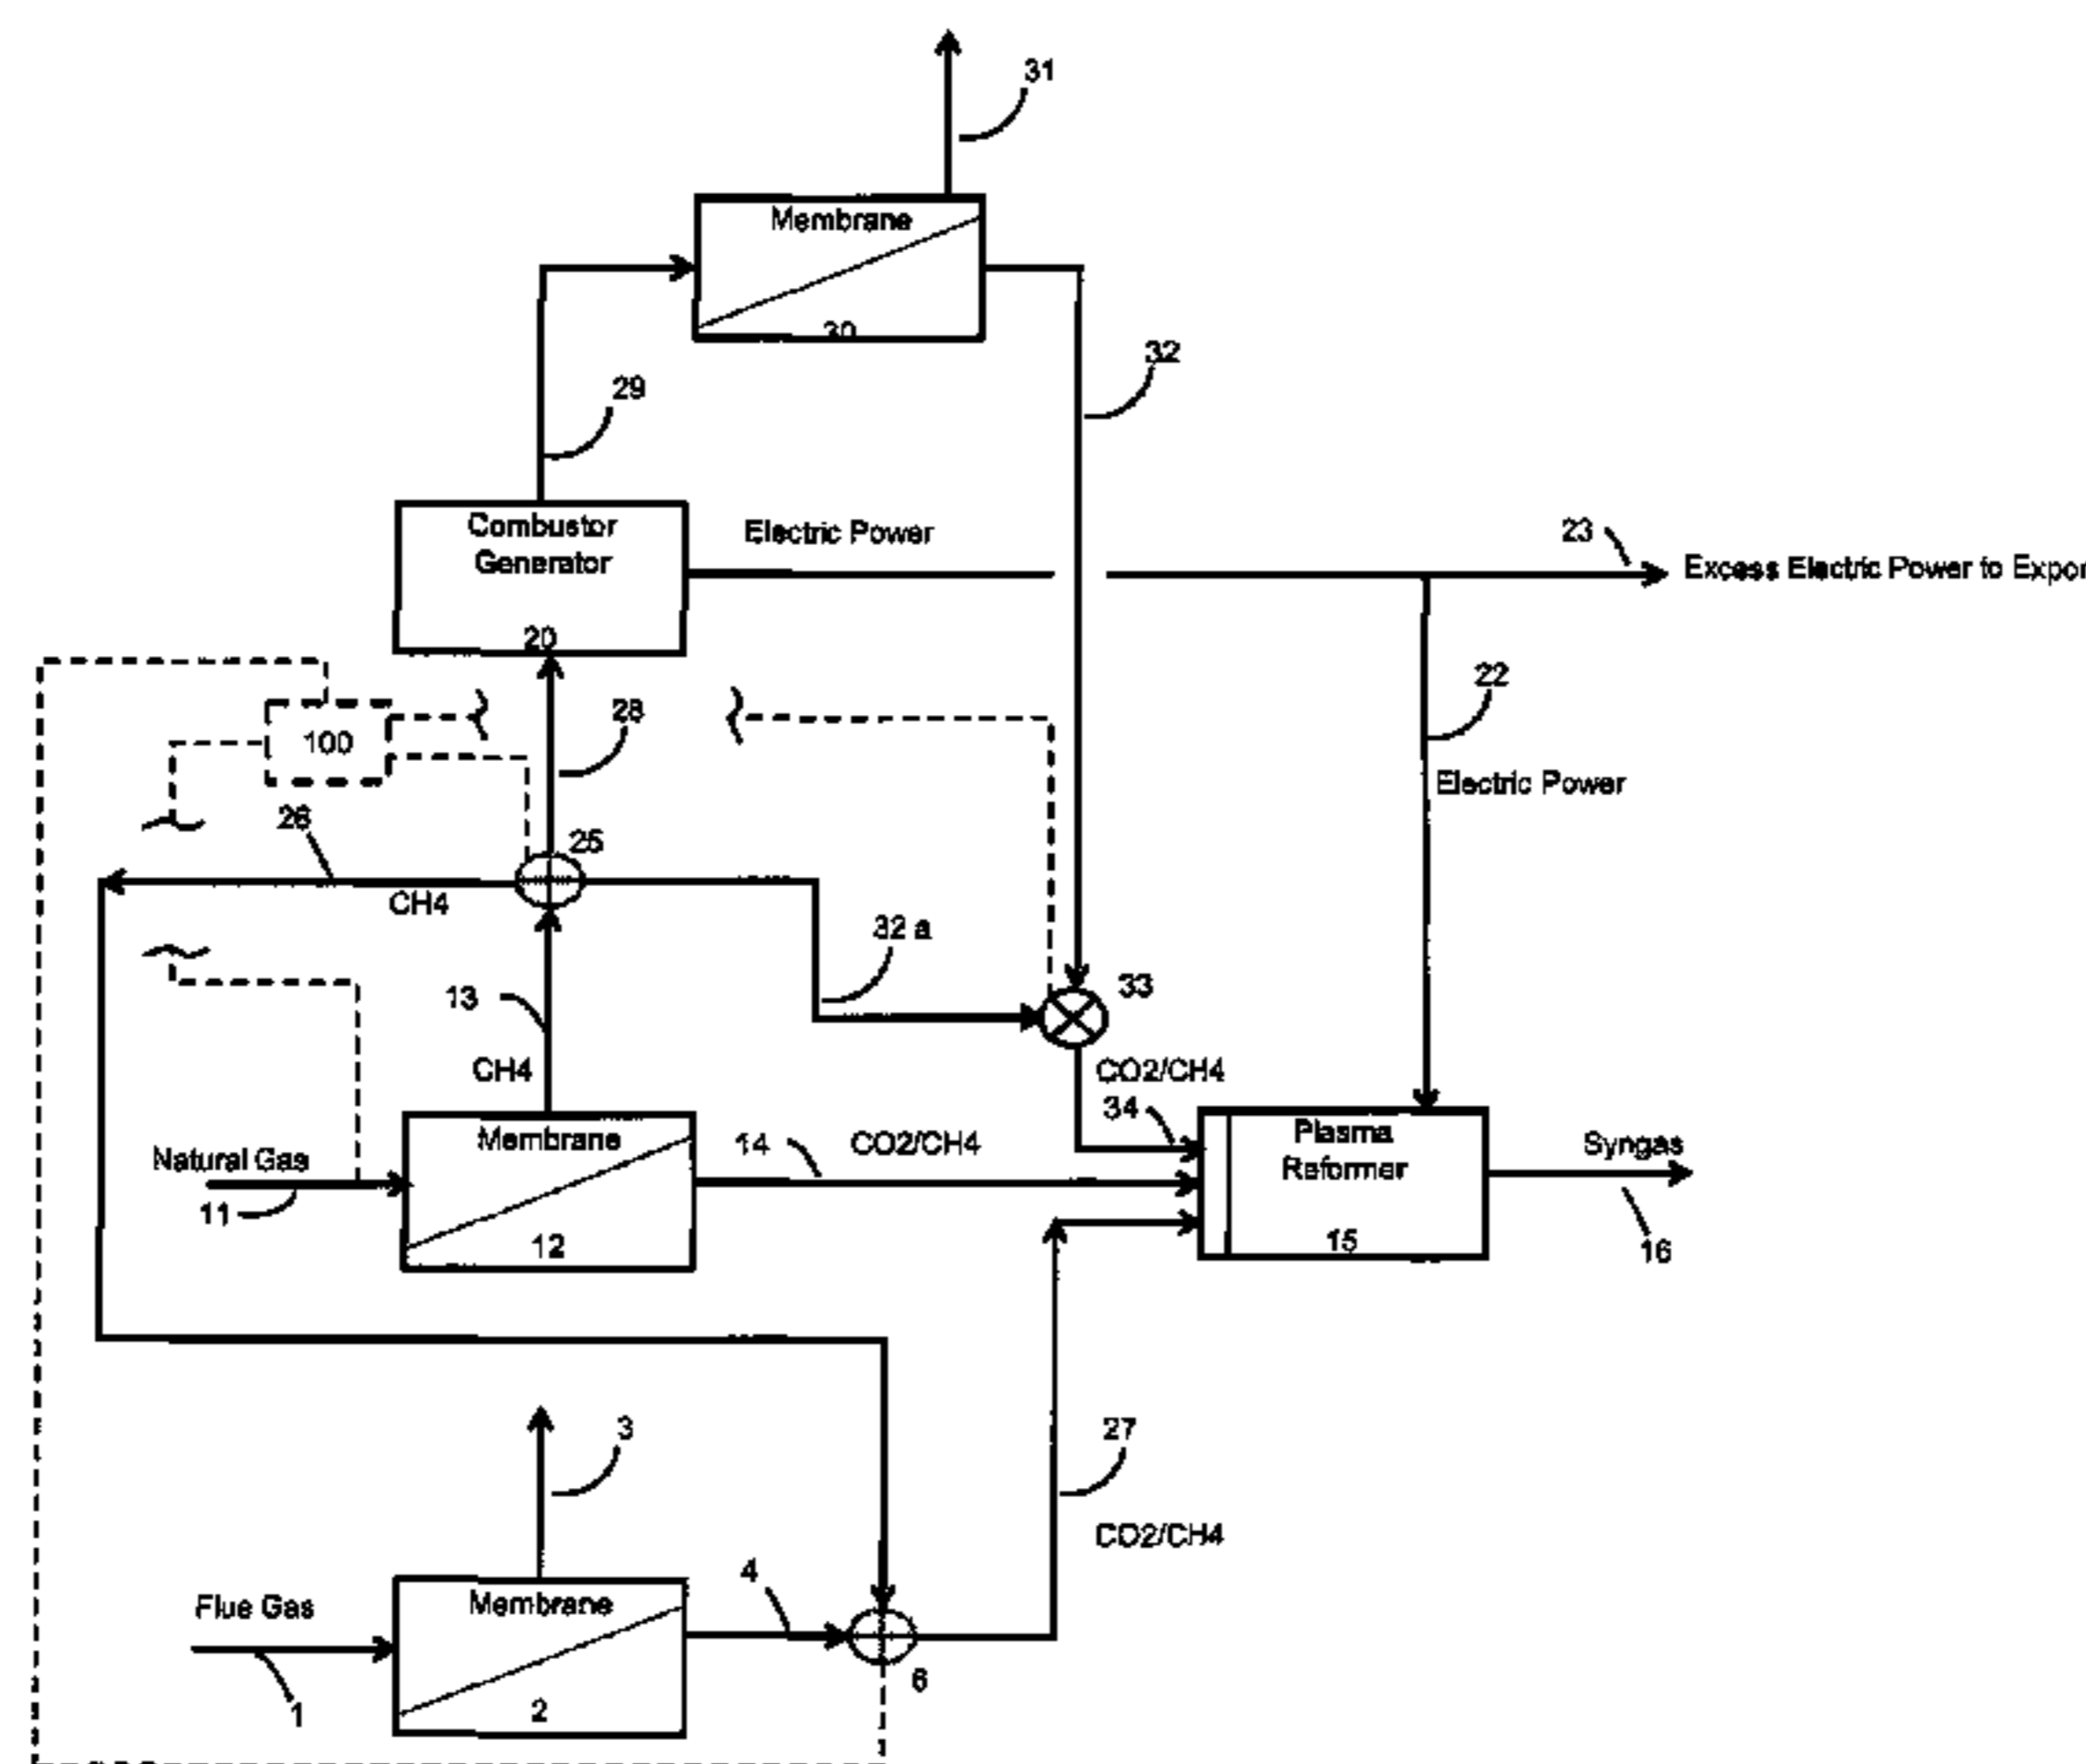 31
Membrane
30
32
29
Combustor
Generator
20
Electric Power
23
Excess Electric Power to Expor
22
Electric Power
100
28
26
CH4
25
32 a
33
13
CH4
CO2/CH4
34
Natural Gas
11
Membrane
12
14
CO2/CH4
Plasma
Reformer
15
Syngas
16
3
27
CO2/CH4
Flue Gas
1
Membrane
2
4
6